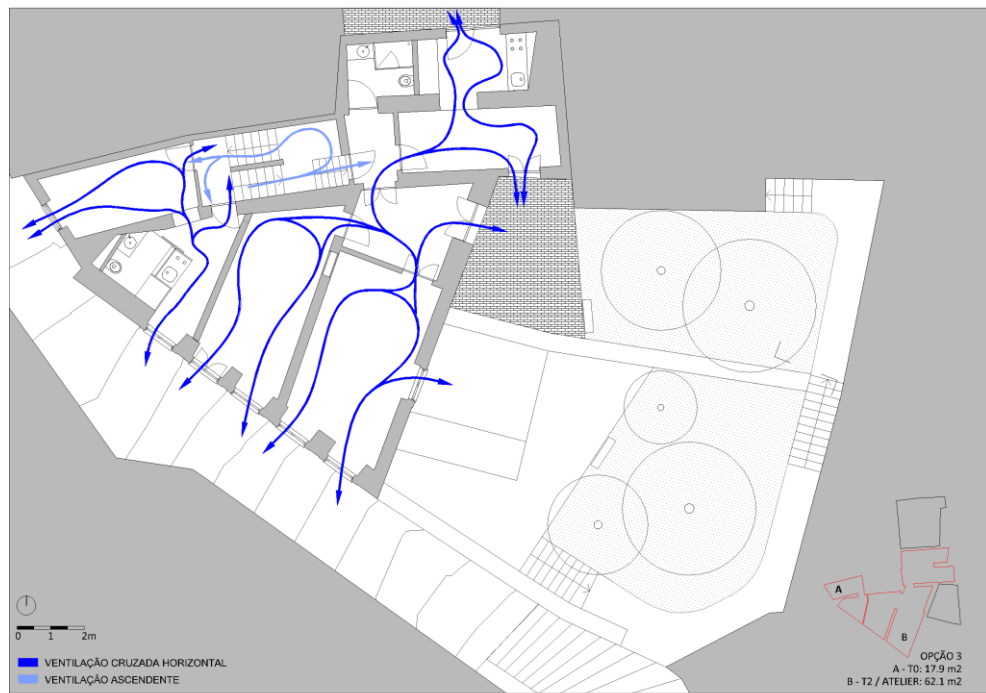 A
B
0 1 2m
VENTILAÇÃO CRUZADA HORIZONTAL
VENTILAÇÃO ASCENDENTE
OPÇÃO 3
A - T0: 17.9 m2
B - T2 / ATELIER: 62.1 m2